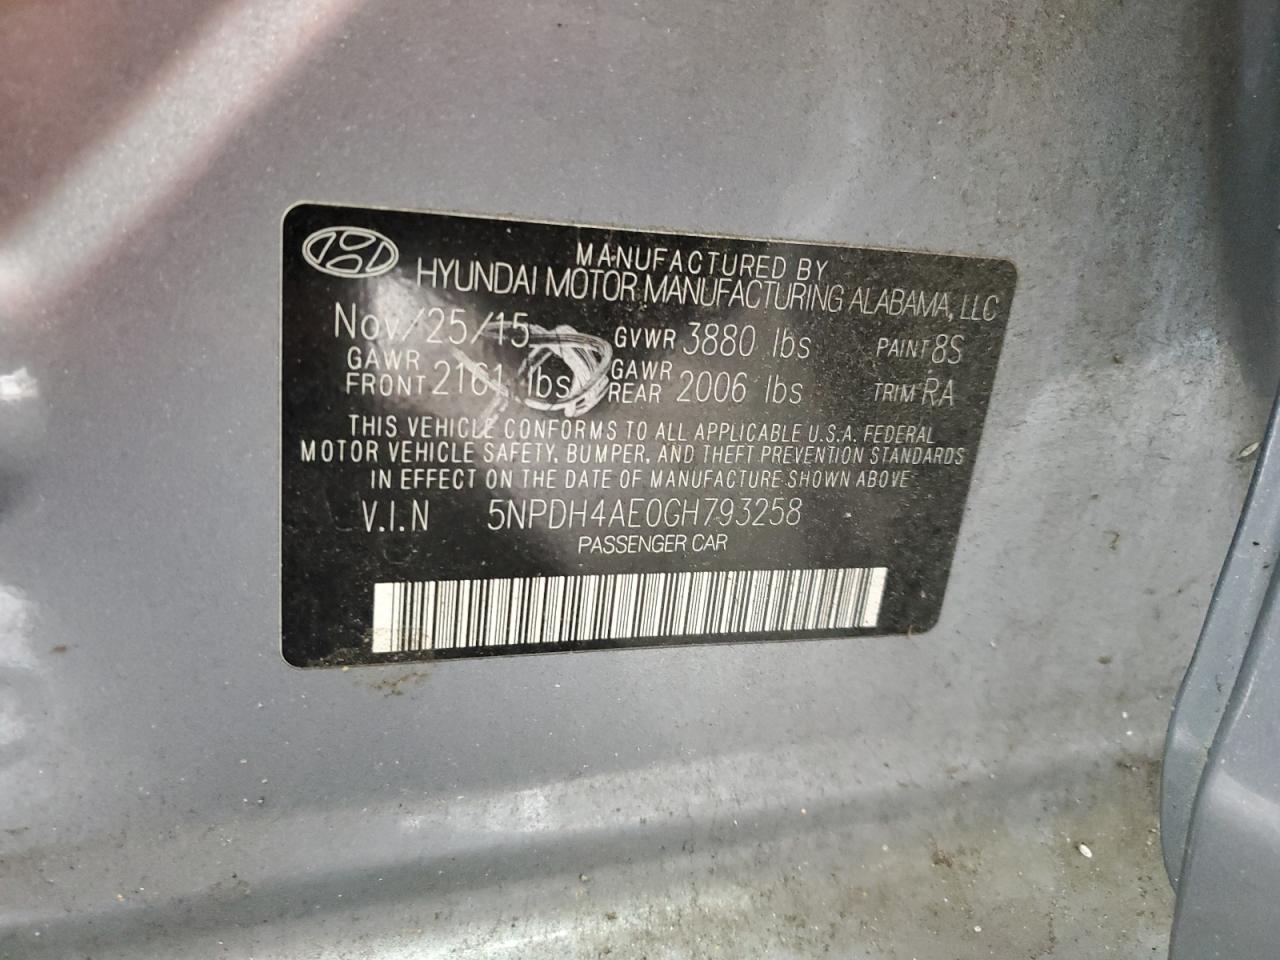 MANUFACTURED BY
HYUNDAI MOTOR MANUFACTURING ALABAMA, LLC
Nov/25/15 GVWR 3880 lbs PAINT 8S
GAWR FRONT 2161 lbs GAWR REAR 2006 lbs TRIM RA
THIS VEHICLE CONFORMS TO ALL APPLICABLE U.S.A. FEDERAL
MOTOR VEHICLE SAFETY, BUMPER, AND THEFT PREVENTION STANDARDS
IN EFFECT ON THE DATE OF MANUFACTURE SHOWN ABOVE
V.I.N 5NPDH4AE0GH793258
PASSENGER CAR